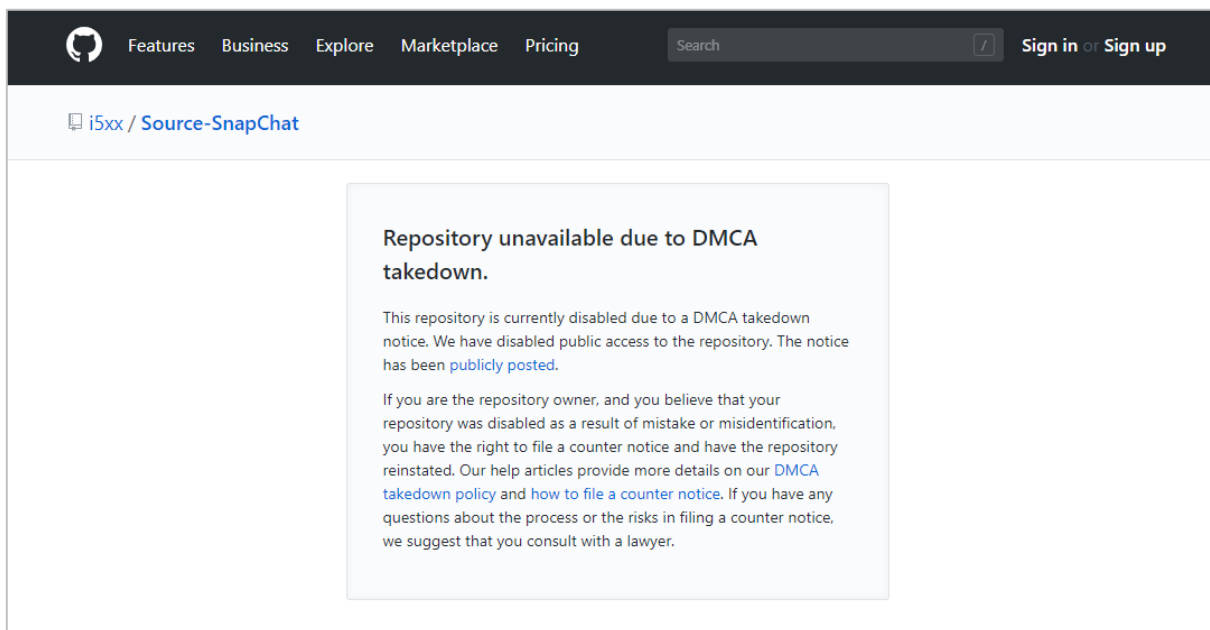 Features Business Explore Marketplace Pricing Search / Sign in or Sign up
i5xx / Source-SnapChat
Repository unavailable due to DMCA
takedown.
This repository is currently disabled due to a DMCA takedown
notice. We have disabled public access to the repository. The notice
has been publicly posted.
If you are the repository owner, and you believe that your
repository was disabled as a result of mistake or misidentification,
you have the right to file a counter notice and have the repository
reinstated. Our help articles provide more details on our DMCA
takedown policy and how to file a counter notice. If you have any
questions about the process or the risks in filing a counter notice,
we suggest that you consult with a lawyer.